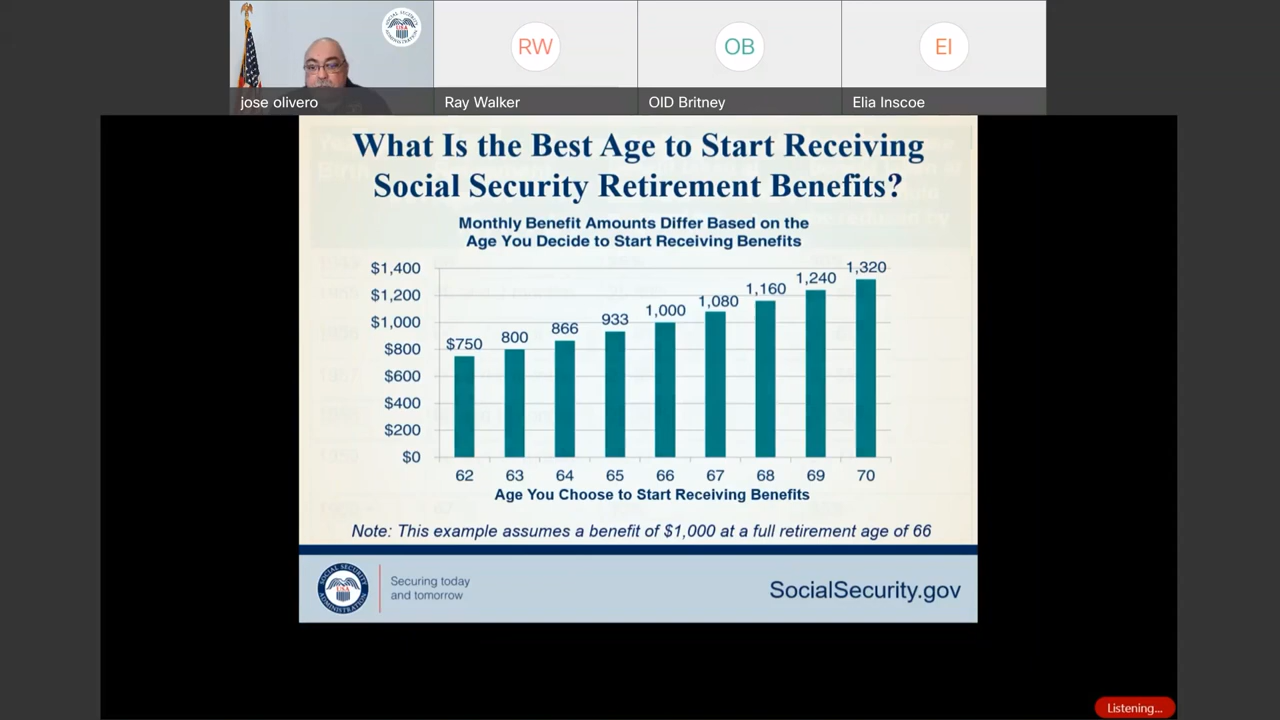 RW
OB
EI
jose olivero
Ray Walker
OID Britney
Elia Inscoe
What Is the Best Age to Start Receiving
Social Security Retirement Benefits?
Monthly Benefit Amounts Differ Based on the
Age You Decide to Start Receiving Benefits
$1,400
$1,200
$1,000
$800
$600
$400
$200
$0
$750
800
866
933
1,000
1,080
1,160
1,240
1,320
62 63 64 65 66 67 68 69 70
Age You Choose to Start Receiving Benefits
Note: This example assumes a benefit of $1,000 at a full retirement age of 66
SOCIAL SECURITY ADMINISTRATION
USA
Securing today
and tomorrow
SocialSecurity.gov
Listening...